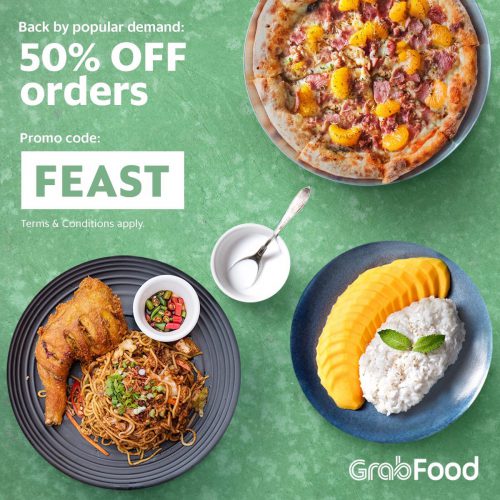 Back by popular demand:
50% OFF
orders
Promo code:
FEAST
Terms & Conditions apply.
GrabFood